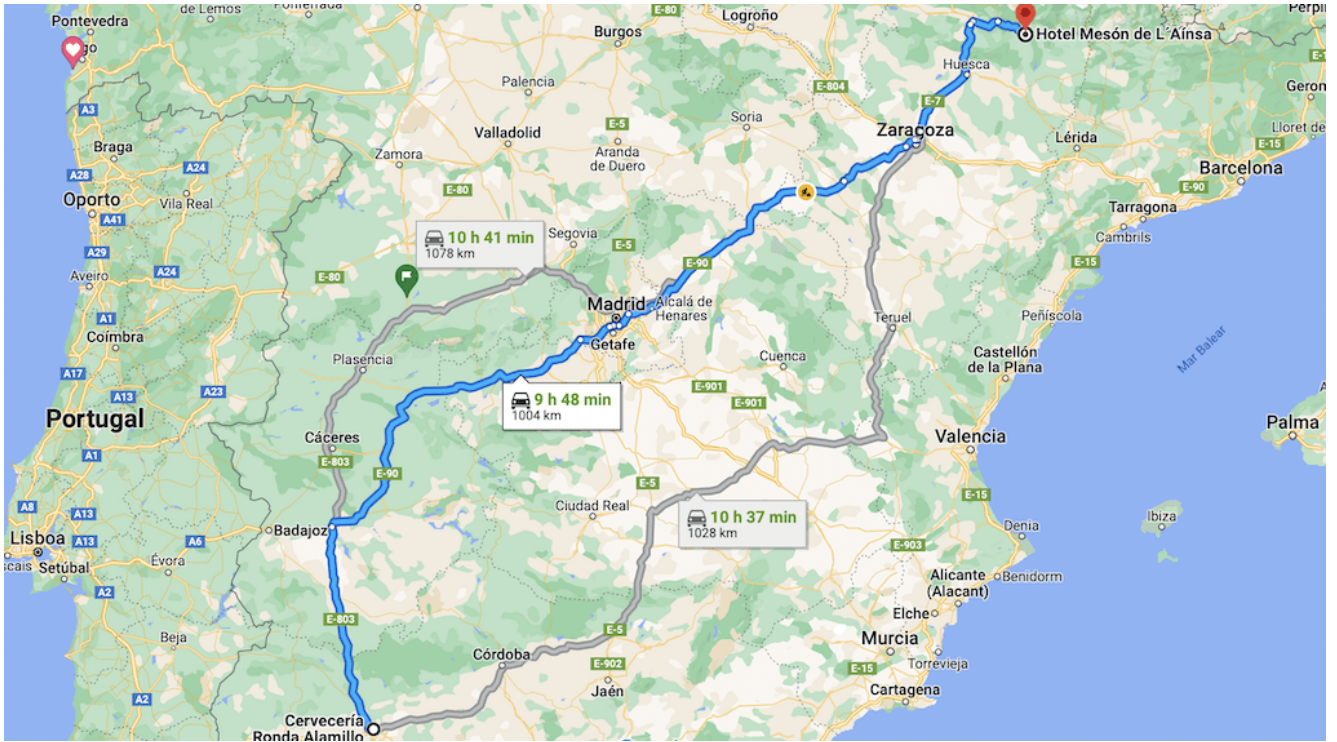 de Lemos
Ponferrada
E-80
Logroño
Perpi
Pontevedra
Burgos
Hotel Mesón de L´Aínsa
Huesca
E-804
E-7
Palencia
A3
Soria
Zaragoza
Lérida
Valladolid
E-5
Braga
A24
Zamora
Aranda
de Duero
Lloret de
E-15
Barcelona
A28
E-80
E-90
Oporto
Vila Real
A41
Tarragona
Cambrils
10 h 41 min
1078 km
Segovia
E-5
A29
A24
E-90
E-15
Aveiro
E-80
Madrid
Alcalá de
Henares
A1
Teruel
Peñíscola
Coímbra
Getafe
Mar Balear
Plasencia
Cuenca
Castellón
de la Plana
A17
A23
E-901
A13
9 h 48 min
1004 km
E-901
Portugal
Palma
Cáceres
Valencia
A1
E-803
E-90
E-5
E-15
A8
A13
Ciudad Real
10 h 37 min
1028 km
Ibiza
Badajoz
Denia
Lisboa
A13
A6
E-903
Setúbal
Évora
Alicante
(Alacant)
Benidorm
A2
E-803
Elche
E-5
Beja
Murcia
Córdoba
E-902
E-15
Torrevieja
Jaén
Cartagena
A2
Cervecería
Ronda Alamillo